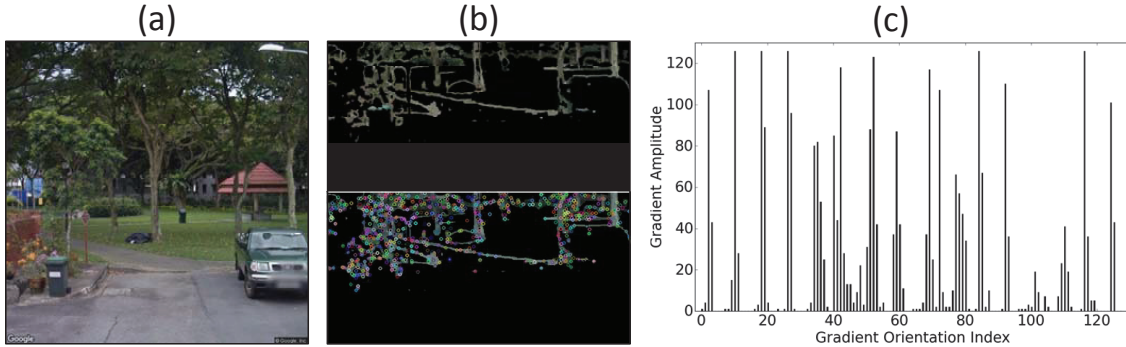 (a)
(b)
(c)
Google
© Google, Inc
Gradient Amplitude
120
100
80
60
40
20
0
0 20 40 60 80 100 120
Gradient Orientation Index